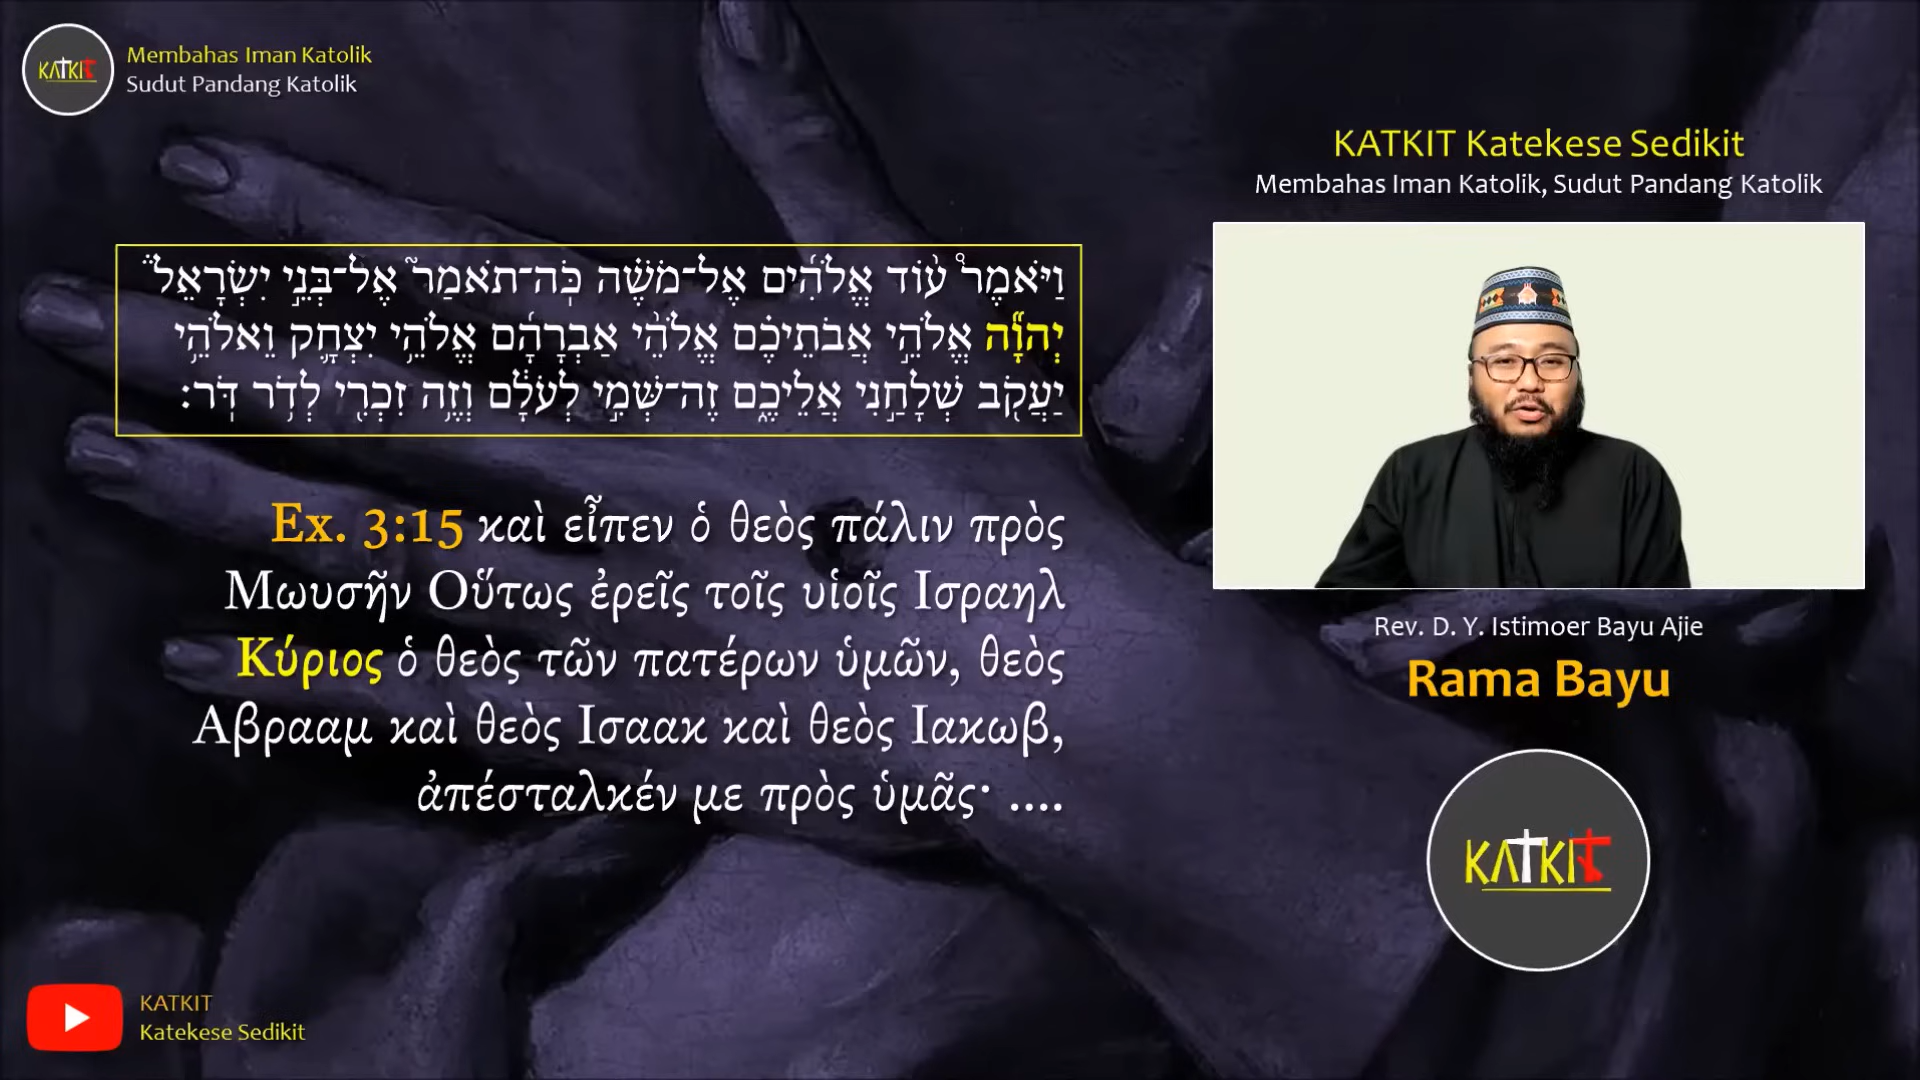 KATKIT
Membahas Iman Katolik
Sudut Pandang Katolik
וַיֹּאמֶר֩ ע֨וֹד אֱלֹהִ֜ים אֶל־מֹשֶׁ֗ה כֹּֽה־תֹאמַר֮ אֶל־בְּנֵ֣י יִשְׂרָאֵל֒
יְהוָ֞ה אֱלֹהֵ֣י אֲבֹתֵיכֶ֗ם אֱלֹהֵ֨י אַבְרָהָ֜ם אֱלֹהֵ֥י יִצְחָ֛ק וֵאלֹהֵ֥י
יַעֲקֹ֖ב שְׁלָחַ֣נִי אֲלֵיכֶ֑ם זֶה־שְּׁמִ֣י לְעֹלָ֔ם וְזֶ֥ה זִכְרִ֖י לְדֹ֥ר דֹּֽר׃
Ex. 3:15 καὶ εἶπεν ὁ θεὸς πάλιν πρὸς
Μωυσῆν Οὕτως ἐρεῖς τοῖς υἱοῖς Ισραηλ
Κύριος ὁ θεὸς τῶν πατέρων ὑμῶν, θεὸς
Αβρααμ καὶ θεὸς Ισαακ καὶ θεὸς Ιακωβ,
ἀπέσταλκέν με πρὸς ὑμᾶς· ....
KATKIT Katekese Sedikit
Membahas Iman Katolik, Sudut Pandang Katolik
Rev. D. Y. Istimoer Bayu Ajie
Rama Bayu
KATKIT
KATKIT
Katekese Sedikit